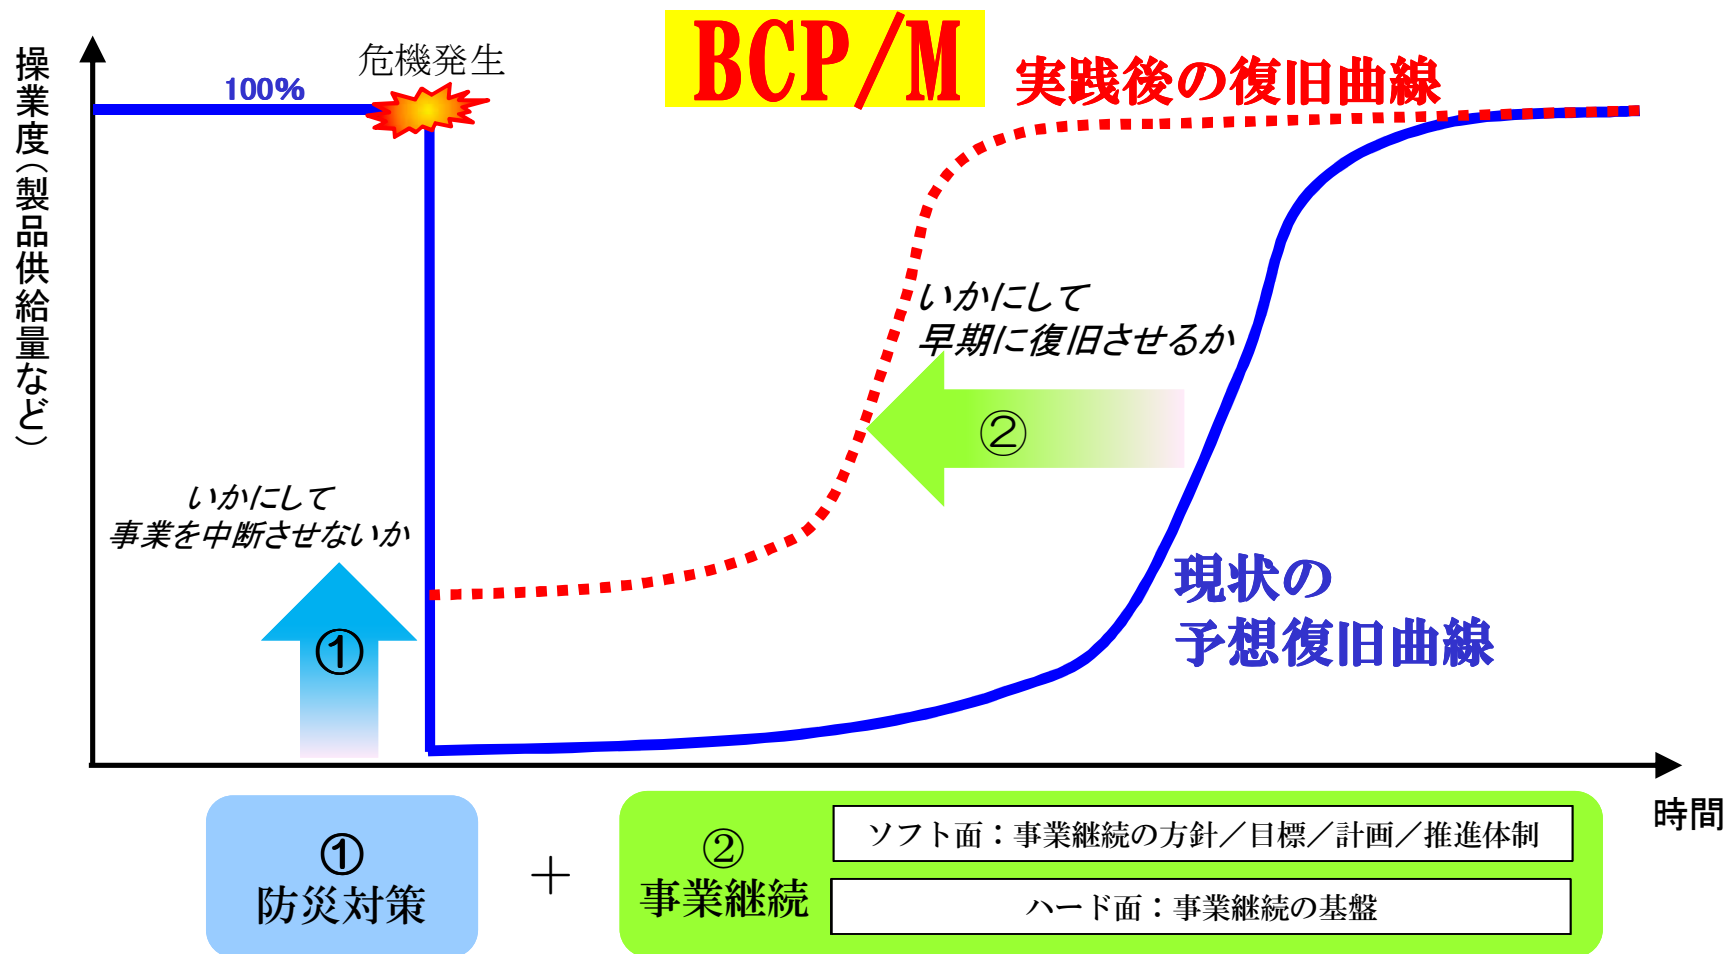 BCP/M
実践後の復旧曲線
危機発生
100%
操業度（製品供給量など）
いかにして
早期に復旧させるか
②
いかにして
事業を中断させないか
①
現状の
予想復旧曲線
時間
①
防災対策
＋
②
事業継続
ソフト面：事業継続の方針／目標／計画／推進体制
ハード面：事業継続の基盤